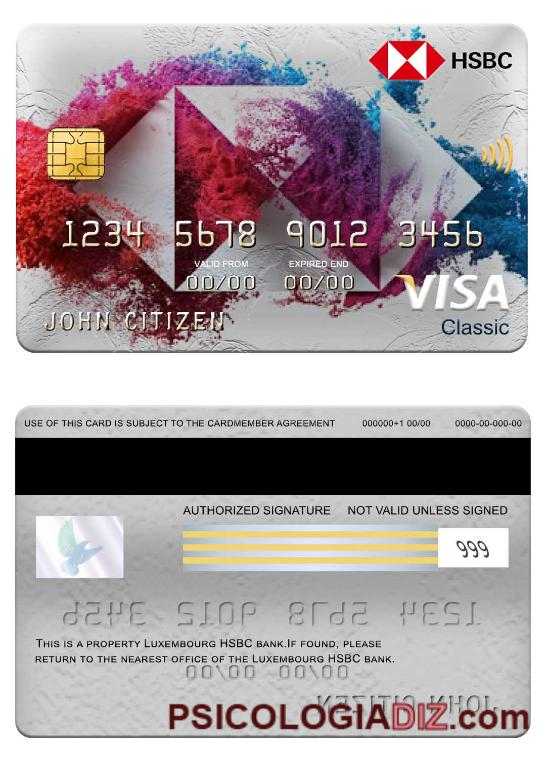 HSBC
1234 5678 9012 3456
VALID FROM EXPIRED END
00/00 00/00
VISA
JOHN CITIZEN
Classic
USE OF THIS CARD IS SUBJECT TO THE CARDMEMBER AGREEMENT 000000+1 00/00 0000-00-000-00
AUTHORIZED SIGNATURE NOT VALID UNLESS SIGNED
999
THIS IS A PROPERTY LUXEMBOURG HSBC BANK.IF FOUND, PLEASE
RETURN TO THE NEAREST OFFICE OF THE LUXEMBOURG HSBC BANK.
00/00 00/00
PSICOLOGIADIZ.com